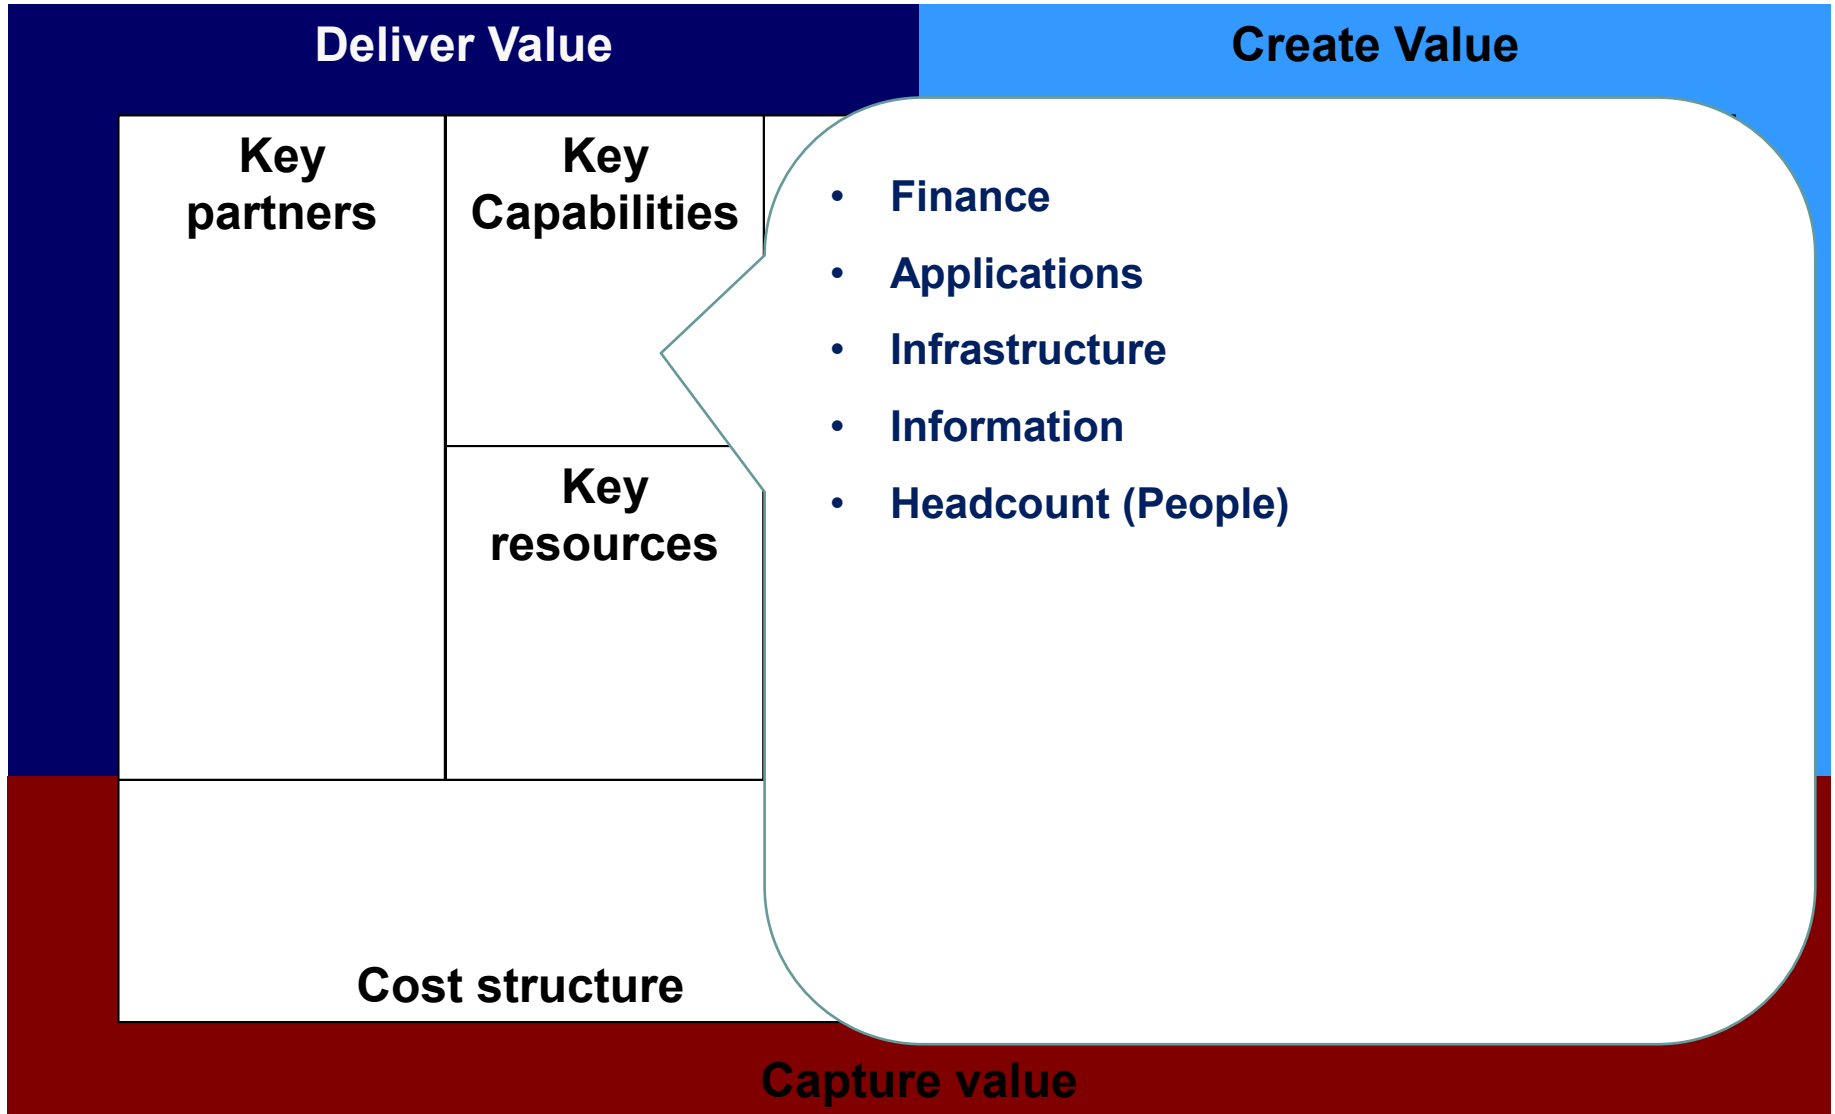 Deliver Value
Create Value
Key
partners
Key
Capabilities
Key
resources
• Finance
• Applications
• Infrastructure
• Information
• Headcount (People)
Cost structure
Capture value